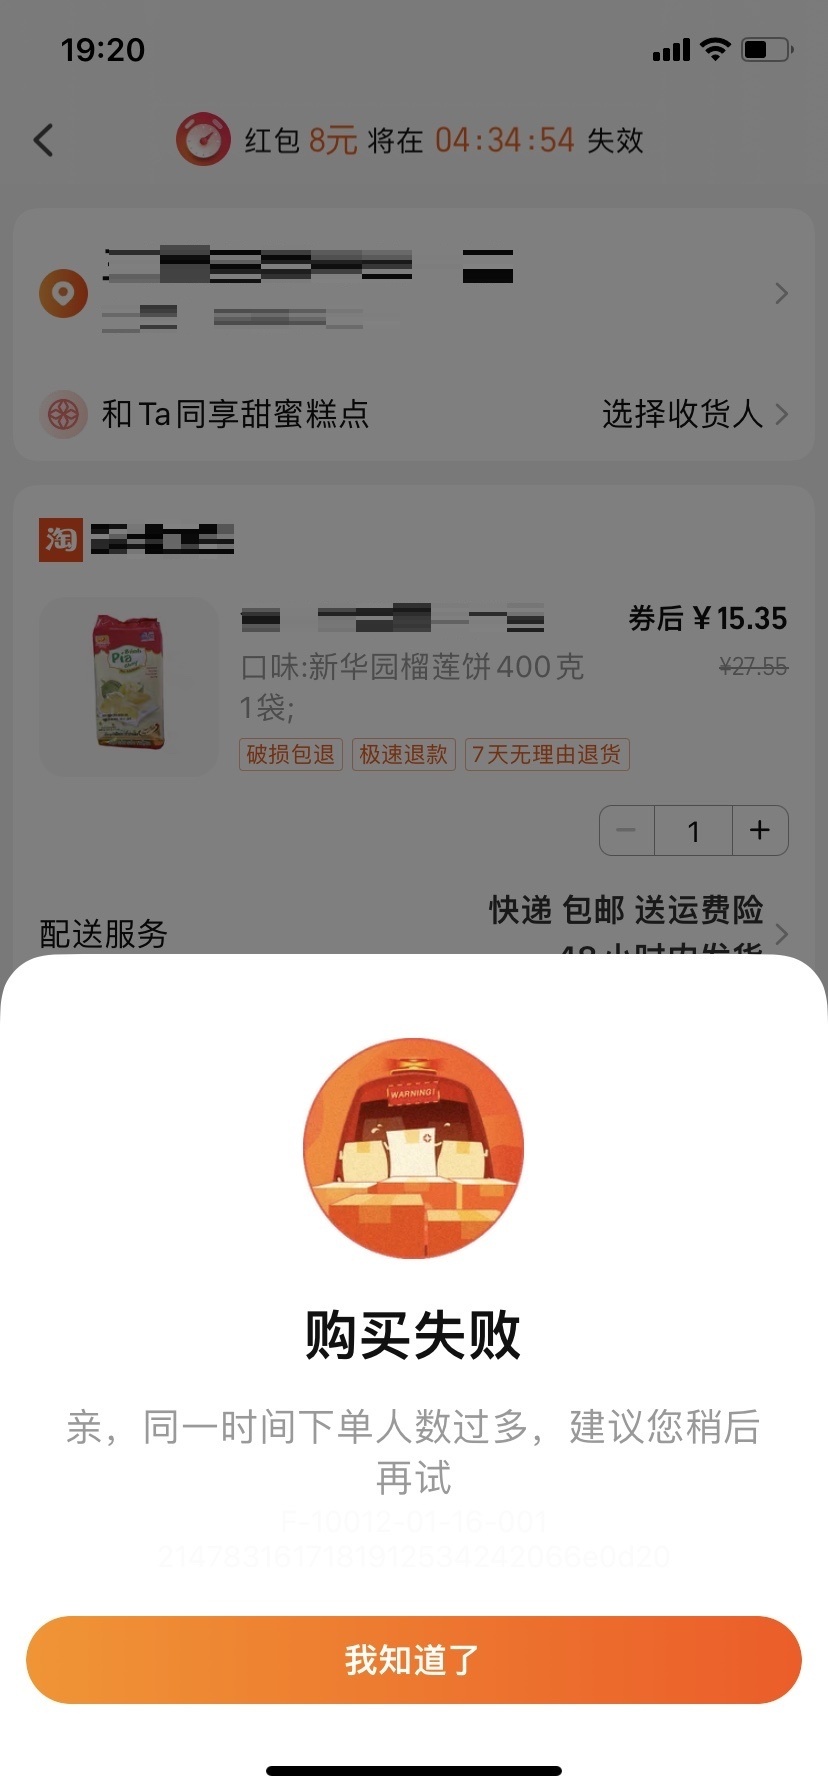 19:20
红包 8元 将在 04:34:54 失效
和Ta同享甜蜜糕点
选择收货人
淘
券后 ¥15.35
口味:新华园榴莲饼400克
¥27.55
1袋;
Pía
破损包退
极速退款
7天无理由退货
1
快递 包邮 送运费险
配送服务
48小时内发货
WARNING!
购买失败
亲，同一时间下单人数过多，建议您稍后
再试
F-10012-01-16-001
我知道了